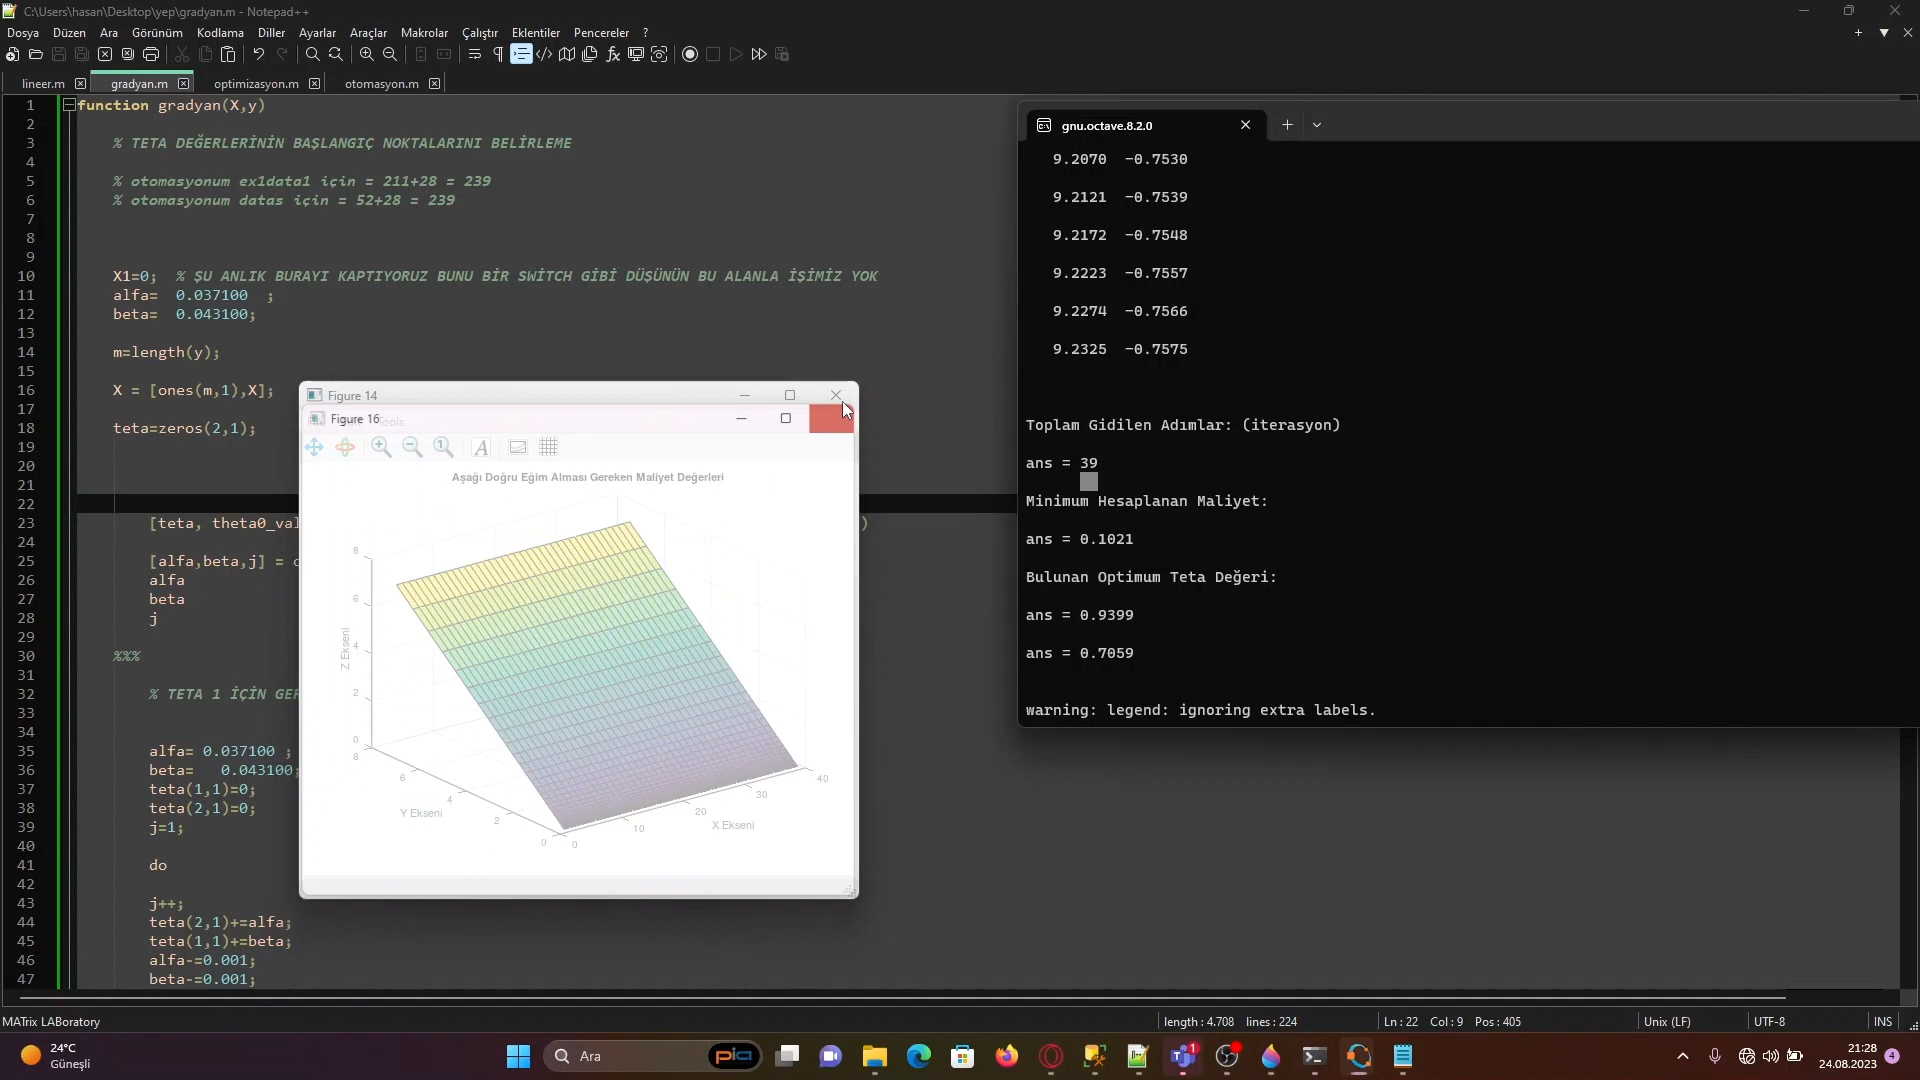 C:\Users\hasan\Desktop\yep\gradyan.m - Notepad++
Dosya Düzen Ara Görünüm Kodlama Diller Ayarlar Araçlar Makrolar Çalıştır Eklentiler Pencereler ?
lineer.m gradyan.m optimizasyon.m otomasyon.m
1 function gradyan(X,y)
2
3 % TETA DEĞERLERİNİN BAŞLANGIÇ NOKTALARINI BELİRLEME
4
5 % otomasyonum ex1data1 için = 211+28 = 239
6 % otomasyonum datas için = 52+28 = 239
7
8
9
10 X1=0; % ŞU ANLIK BURAYI KAPTIYORUZ BUNU BİR SWİTCH GİBİ DÜŞÜNÜN BU ALANLA İŞİMİZ YOK
11 alfa= 0.037100 ;
12 beta= 0.043100;
13
14 m=length(y);
15
16 X = [ones(m,1),X];
17
18 teta=zeros(2,1);
19
20
21
22
23 [teta, theta0_val )
24
25 [alfa,beta,j] = c
26 alfa
27 beta
28 j
29
30 %%%
31
32 % TETA 1 İÇİN GER
33
34
35 alfa= 0.037100 ;
36 beta= 0.043100;
37 teta(1,1)=0;
38 teta(2,1)=0;
39 j=1;
40
41 do
42
43 j++;
44 teta(2,1)+=alfa;
45 teta(1,1)+=beta;
46 alfa-=0.001;
47 beta-=0.001;
Figure 14
Figure 16
Tools
Aşağı Doğru Eğim Alması Gereken Maliyet Değerleri
8
6
4
2
0
Z Ekseni
8
6
4
2
0
Y Ekseni
0
10
20
30
40
X Ekseni
gnu.octave.8.2.0
9.2070 -0.7530
9.2121 -0.7539
9.2172 -0.7548
9.2223 -0.7557
9.2274 -0.7566
9.2325 -0.7575
Toplam Gidilen Adımlar: (iterasyon)
ans = 39
Minimum Hesaplanan Maliyet:
ans = 0.1021
Bulunan Optimum Teta Değeri:
ans = 0.9399
ans = 0.7059
warning: legend: ignoring extra labels.
MATrix LABoratory
length : 4.708 lines : 224
Ln : 22 Col : 9 Pos : 405
Unix (LF)
UTF-8
INS
24°C
Güneşli
Ara
pia
1
21:28
24.08.2023
4